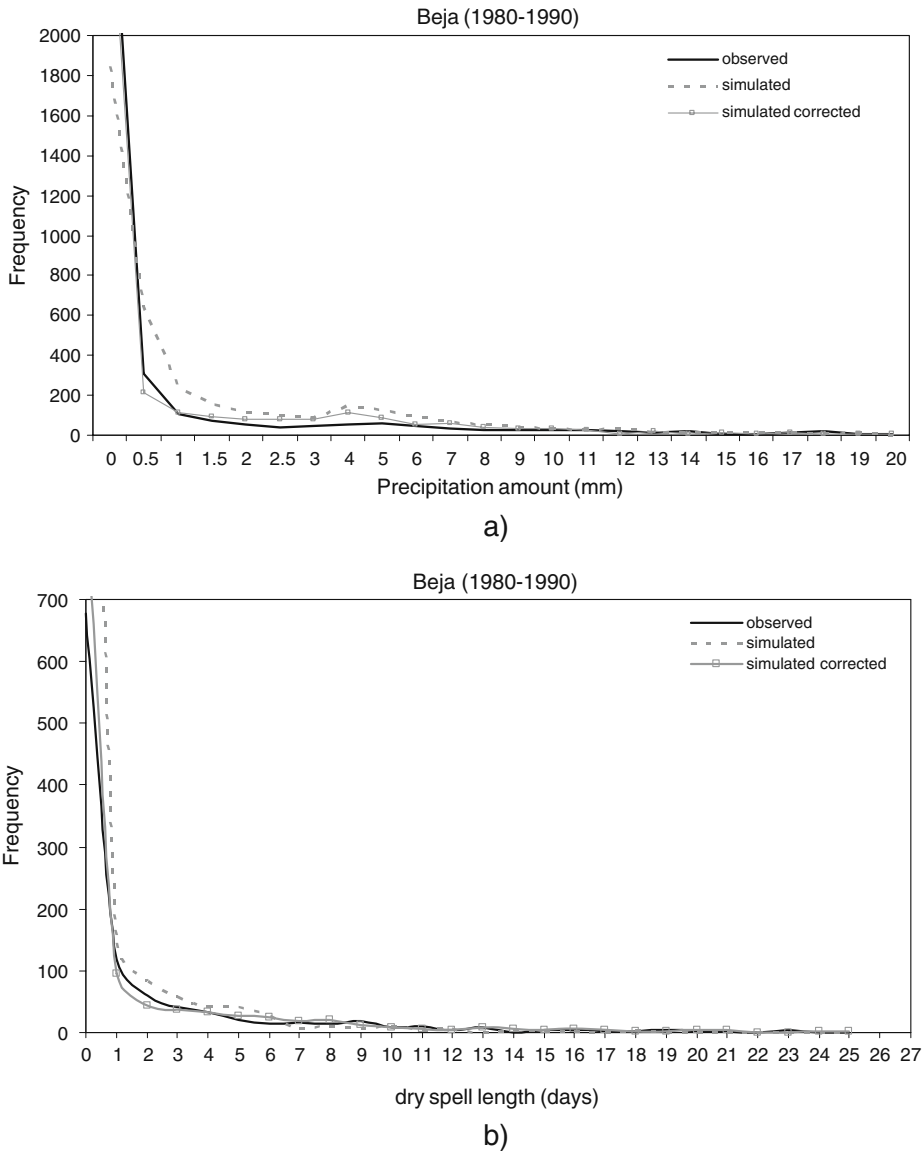 Beja (1980-1990)
2000
1800
1600
1400
1200
1000
800
600
400
200
0
Frequency
observed
simulated
simulated corrected
0 0.5 1 1.5 2 2.5 3 4 5 6 7 8 9 10 11 12 13 14 15 16 17 18 19 20
Precipitation amount (mm)
a)
Beja (1980-1990)
700
600
500
400
300
200
100
0
Frequency
observed
simulated
simulated corrected
0 1 2 3 4 5 6 7 8 9 10 11 12 13 14 15 16 17 18 19 20 21 22 23 24 25 26 27
dry spell length (days)
b)